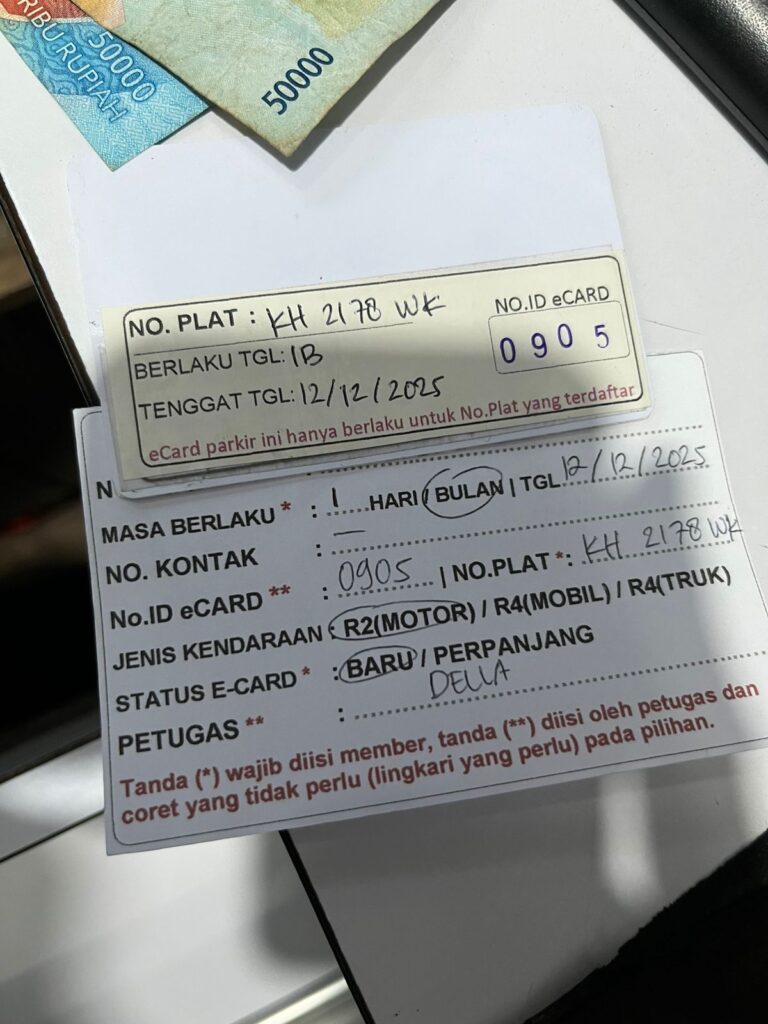 RIBU RUPIAH
50000
50000
NO. PLAT : KH 2178 WK
NO.ID eCARD
0905
BERLAKU TGL: 1B
TENGGAT TGL: 12/12/2025
eCard parkir ini hanya berlaku untuk No.Plat yang terdaftar
N
MASA BERLAKU * : 1 HARI / BULAN | TGL 12/12/2025
NO. KONTAK : —
No.ID eCARD ** : 0905 | NO.PLAT *: KH 2178 WK
JENIS KENDARAAN : R2(MOTOR) / R4(MOBIL) / R4(TRUK)
STATUS E-CARD * : BARU / PERPANJANG
PETUGAS ** : DELLA
Tanda (*) wajib diisi member, tanda (**) diisi oleh petugas dan
coret yang tidak perlu (lingkari yang perlu) pada pilihan.